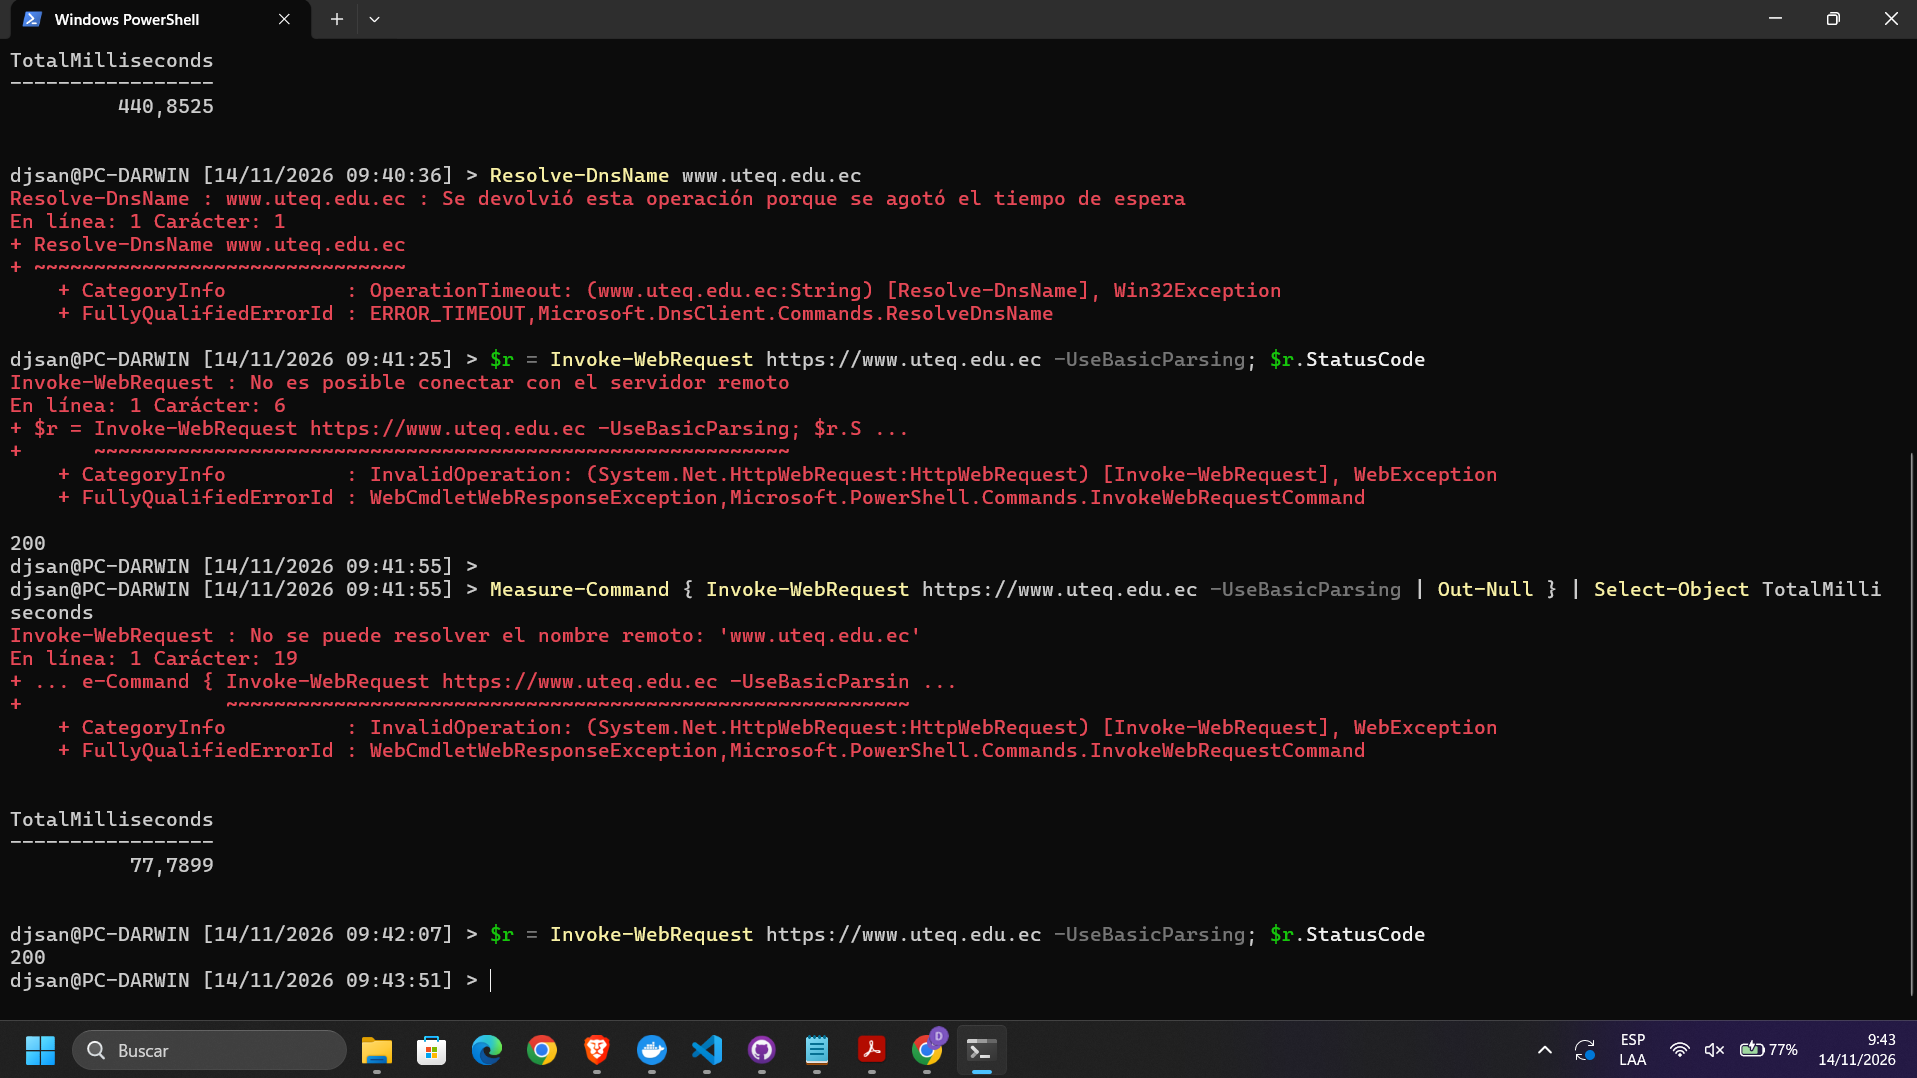 Windows PowerShell
TotalMilliseconds
-----------------
440,8525
djsan@PC-DARWIN [14/11/2026 09:40:36] > Resolve-DnsName www.uteq.edu.ec
Resolve-DnsName : www.uteq.edu.ec : Se devolvió esta operación porque se agotó el tiempo de espera
En línea: 1 Carácter: 1
+ Resolve-DnsName www.uteq.edu.ec
+ ~~~~~~~~~~~~~~~~~~~~~~~~~~~~~~~
+ CategoryInfo          : OperationTimeout: (www.uteq.edu.ec:String) [Resolve-DnsName], Win32Exception
+ FullyQualifiedErrorId : ERROR_TIMEOUT,Microsoft.DnsClient.Commands.ResolveDnsName
djsan@PC-DARWIN [14/11/2026 09:41:25] > $r = Invoke-WebRequest https://www.uteq.edu.ec -UseBasicParsing; $r.StatusCode
Invoke-WebRequest : No es posible conectar con el servidor remoto
En línea: 1 Carácter: 6
+ $r = Invoke-WebRequest https://www.uteq.edu.ec -UseBasicParsing; $r.S ...
+      ~~~~~~~~~~~~~~~~~~~~~~~~~~~~~~~~~~~~~~~~~~~~~~~~~~~~~~~~~~
+ CategoryInfo          : InvalidOperation: (System.Net.HttpWebRequest:HttpWebRequest) [Invoke-WebRequest], WebException
+ FullyQualifiedErrorId : WebCmdletWebResponseException,Microsoft.PowerShell.Commands.InvokeWebRequestCommand
200
djsan@PC-DARWIN [14/11/2026 09:41:55] >
djsan@PC-DARWIN [14/11/2026 09:41:55] > Measure-Command { Invoke-WebRequest https://www.uteq.edu.ec -UseBasicParsing | Out-Null } | Select-Object TotalMilli
seconds
Invoke-WebRequest : No se puede resolver el nombre remoto: 'www.uteq.edu.ec'
En línea: 1 Carácter: 19
+ ... e-Command { Invoke-WebRequest https://www.uteq.edu.ec -UseBasicParsin ...
+                 ~~~~~~~~~~~~~~~~~~~~~~~~~~~~~~~~~~~~~~~~~~~~~~~~~~~~~~~~~
+ CategoryInfo          : InvalidOperation: (System.Net.HttpWebRequest:HttpWebRequest) [Invoke-WebRequest], WebException
+ FullyQualifiedErrorId : WebCmdletWebResponseException,Microsoft.PowerShell.Commands.InvokeWebRequestCommand
TotalMilliseconds
-----------------
77,7899
djsan@PC-DARWIN [14/11/2026 09:42:07] > $r = Invoke-WebRequest https://www.uteq.edu.ec -UseBasicParsing; $r.StatusCode
200
djsan@PC-DARWIN [14/11/2026 09:43:51] >
Buscar
D
ESP
LAA
77%
9:43
14/11/2026